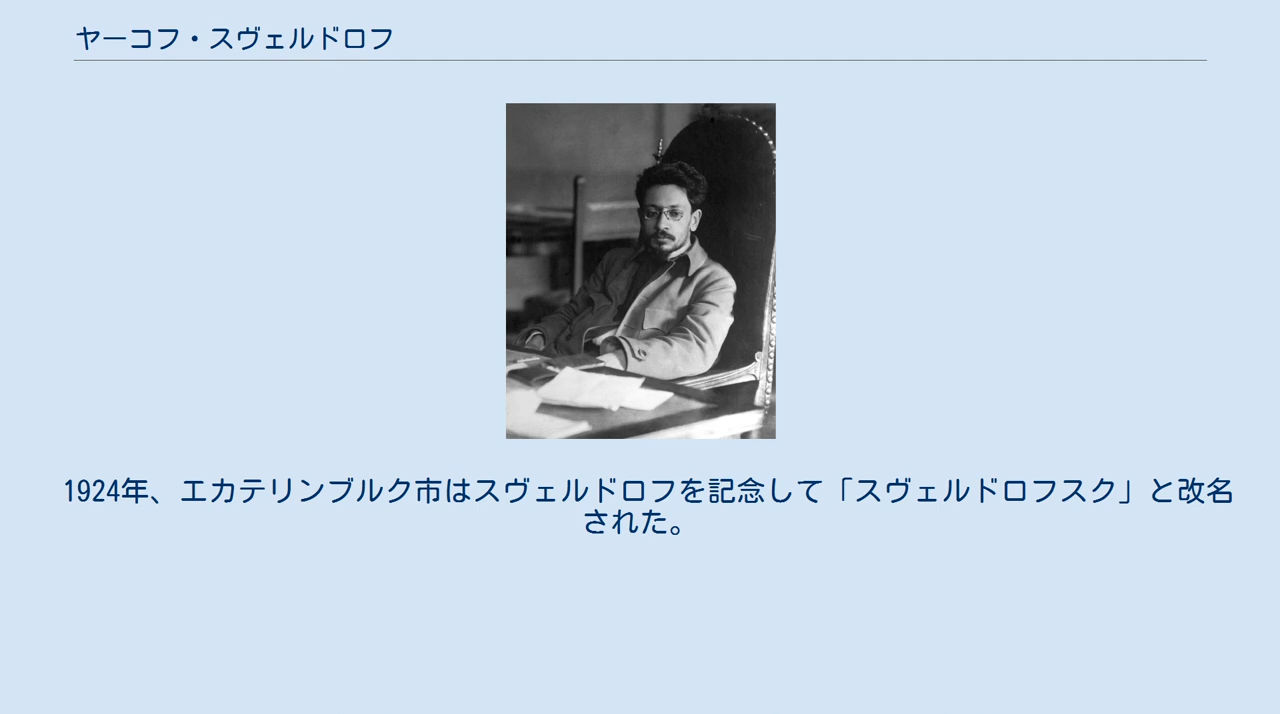 ヤーコフ・スヴェルドロフ
1924年、エカテリンブルク市はスヴェルドロフを記念して「スヴェルドロフスク」と改名
された。